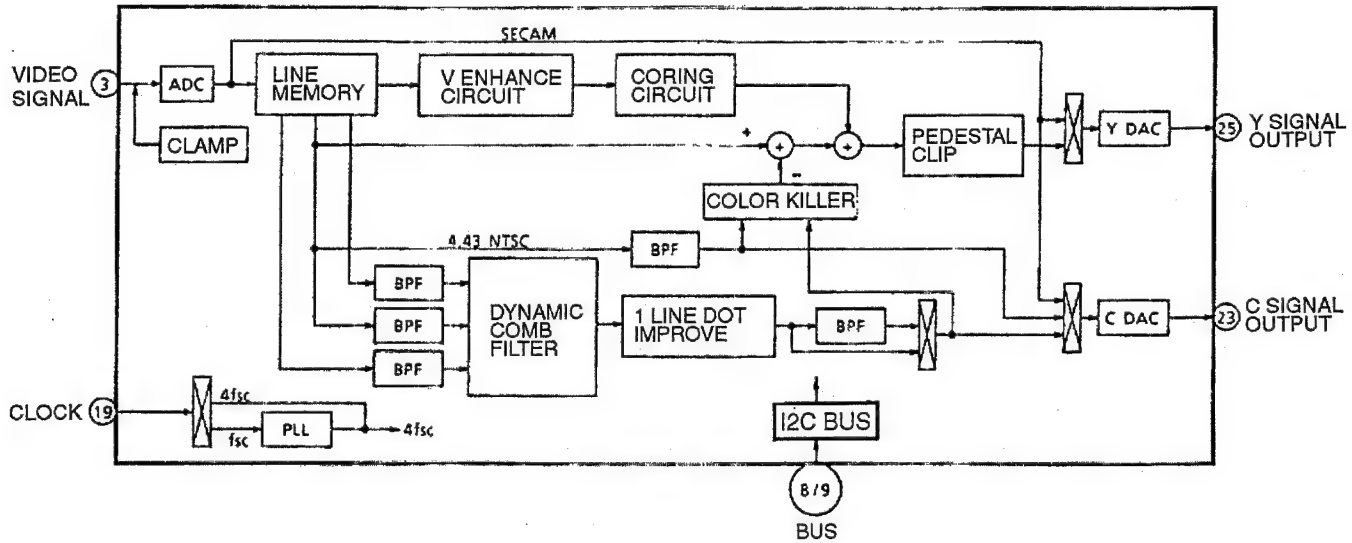 SECAM
VIDEO
SIGNAL
3
ADC
LINE
MEMORY
V ENHANCE
CIRCUIT
CORING
CIRCUIT
CLAMP
+
+
+
-
PEDESTAL
CLIP
Y DAC
25
Y SIGNAL
OUTPUT
COLOR KILLER
4.43 NTSC
BPF
BPF
BPF
BPF
DYNAMIC
COMB
FILTER
1 LINE DOT
IMPROVE
BPF
C DAC
23
C SIGNAL
OUTPUT
CLOCK
19
4fsc
fsc
PLL
4fsc
I2C BUS
8/9
BUS